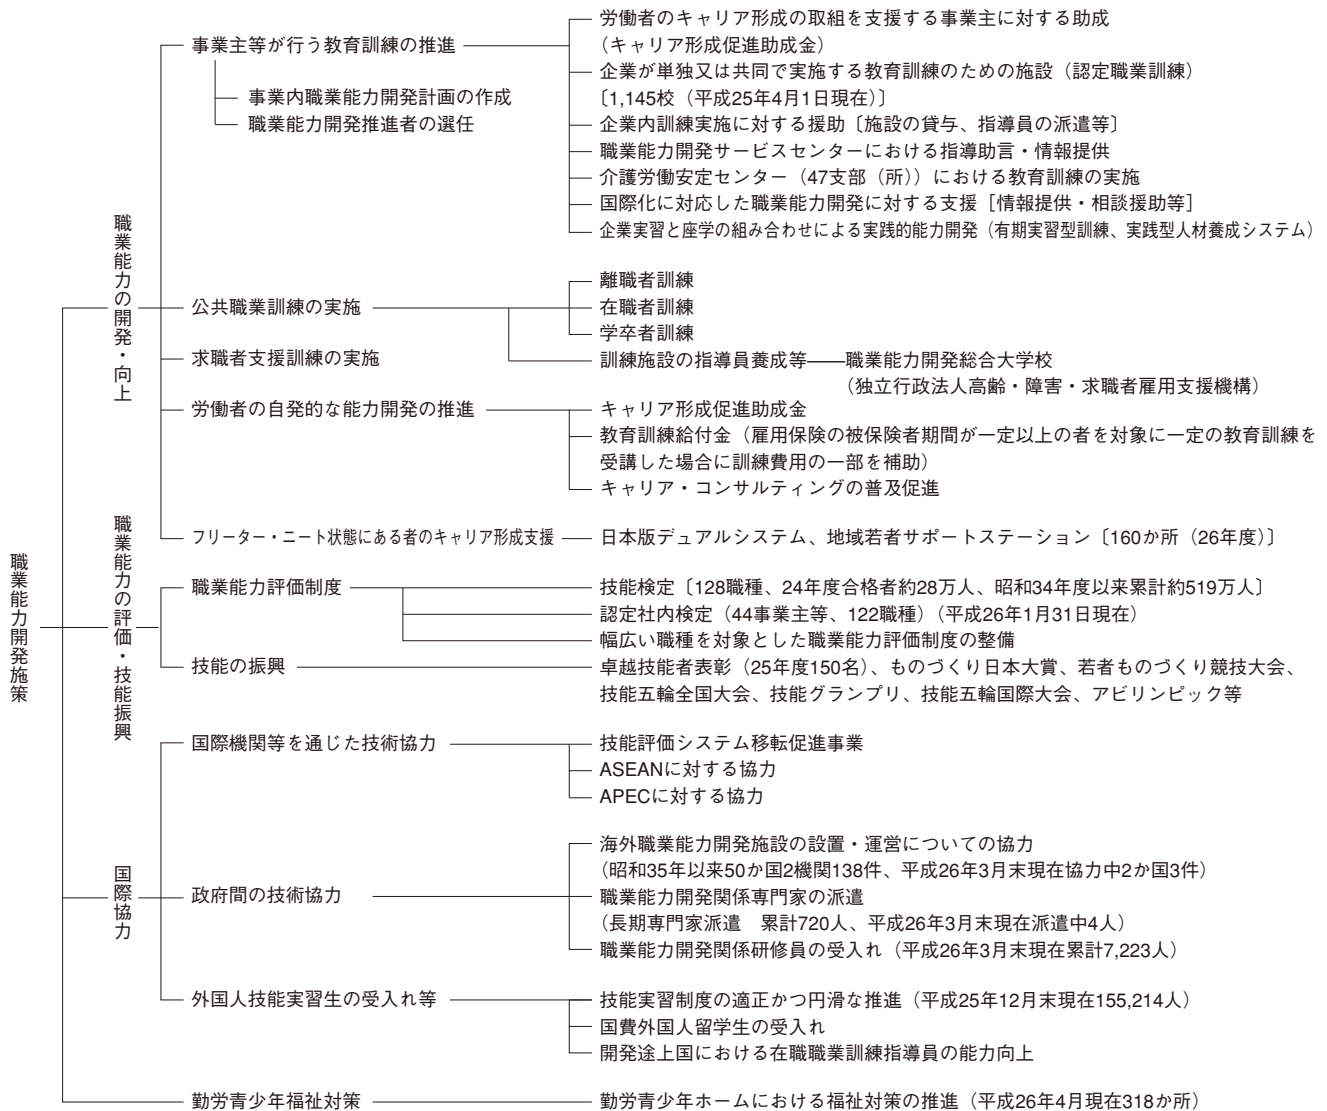 職業能力開発施策
職業能力の開発・向上
事業主等が行う教育訓練の推進
事業内職業能力開発計画の作成
職業能力開発推進者の選任
労働者のキャリア形成の取組を支援する事業主に対する助成
（キャリア形成促進助成金）
企業が単独又は共同で実施する教育訓練のための施設（認定職業訓練）
〔1,145校（平成25年4月1日現在）〕
企業内訓練実施に対する援助〔施設の貸与、指導員の派遣等〕
職業能力開発サービスセンターにおける指導助言・情報提供
介護労働安定センター（47支部（所））における教育訓練の実施
国際化に対応した職業能力開発に対する支援［情報提供・相談援助等］
企業実習と座学の組み合わせによる実践的能力開発（有期実習型訓練、実践型人材養成システム）
公共職業訓練の実施
離職者訓練
在職者訓練
学卒者訓練
訓練施設の指導員養成等――職業能力開発総合大学校
（独立行政法人高齢・障害・求職者雇用支援機構）
求職者支援訓練の実施
労働者の自発的な能力開発の推進
キャリア形成促進助成金
教育訓練給付金（雇用保険の被保険者期間が一定以上の者を対象に一定の教育訓練を
受講した場合に訓練費用の一部を補助）
キャリア・コンサルティングの普及促進
フリーター・ニート状態にある者のキャリア形成支援
日本版デュアルシステム、地域若者サポートステーション〔160か所（26年度）〕
職業能力の評価・技能振興
職業能力評価制度
技能検定〔128職種、24年度合格者約28万人、昭和34年度以来累計約519万人〕
認定社内検定（44事業主等、122職種）（平成26年1月31日現在）
幅広い職種を対象とした職業能力評価制度の整備
技能の振興
卓越技能者表彰（25年度150名）、ものづくり日本大賞、若者ものづくり競技大会、
技能五輪全国大会、技能グランプリ、技能五輪国際大会、アビリンピック等
国際協力
国際機関等を通じた技術協力
技能評価システム移転促進事業
ASEANに対する協力
APECに対する協力
政府間の技術協力
海外職業能力開発施設の設置・運営についての協力
（昭和35年以来50か国2機関138件、平成26年3月末現在協力中2か国3件）
職業能力開発関係専門家の派遣
（長期専門家派遣　累計720人、平成26年3月末現在派遣中4人）
職業能力開発関係研修員の受入れ（平成26年3月末現在累計7,223人）
外国人技能実習生の受入れ等
技能実習制度の適正かつ円滑な推進（平成25年12月末現在155,214人）
国費外国人留学生の受入れ
開発途上国における在職職業訓練指導員の能力向上
勤労青少年福祉対策
勤労青少年ホームにおける福祉対策の推進（平成26年4月現在318か所）